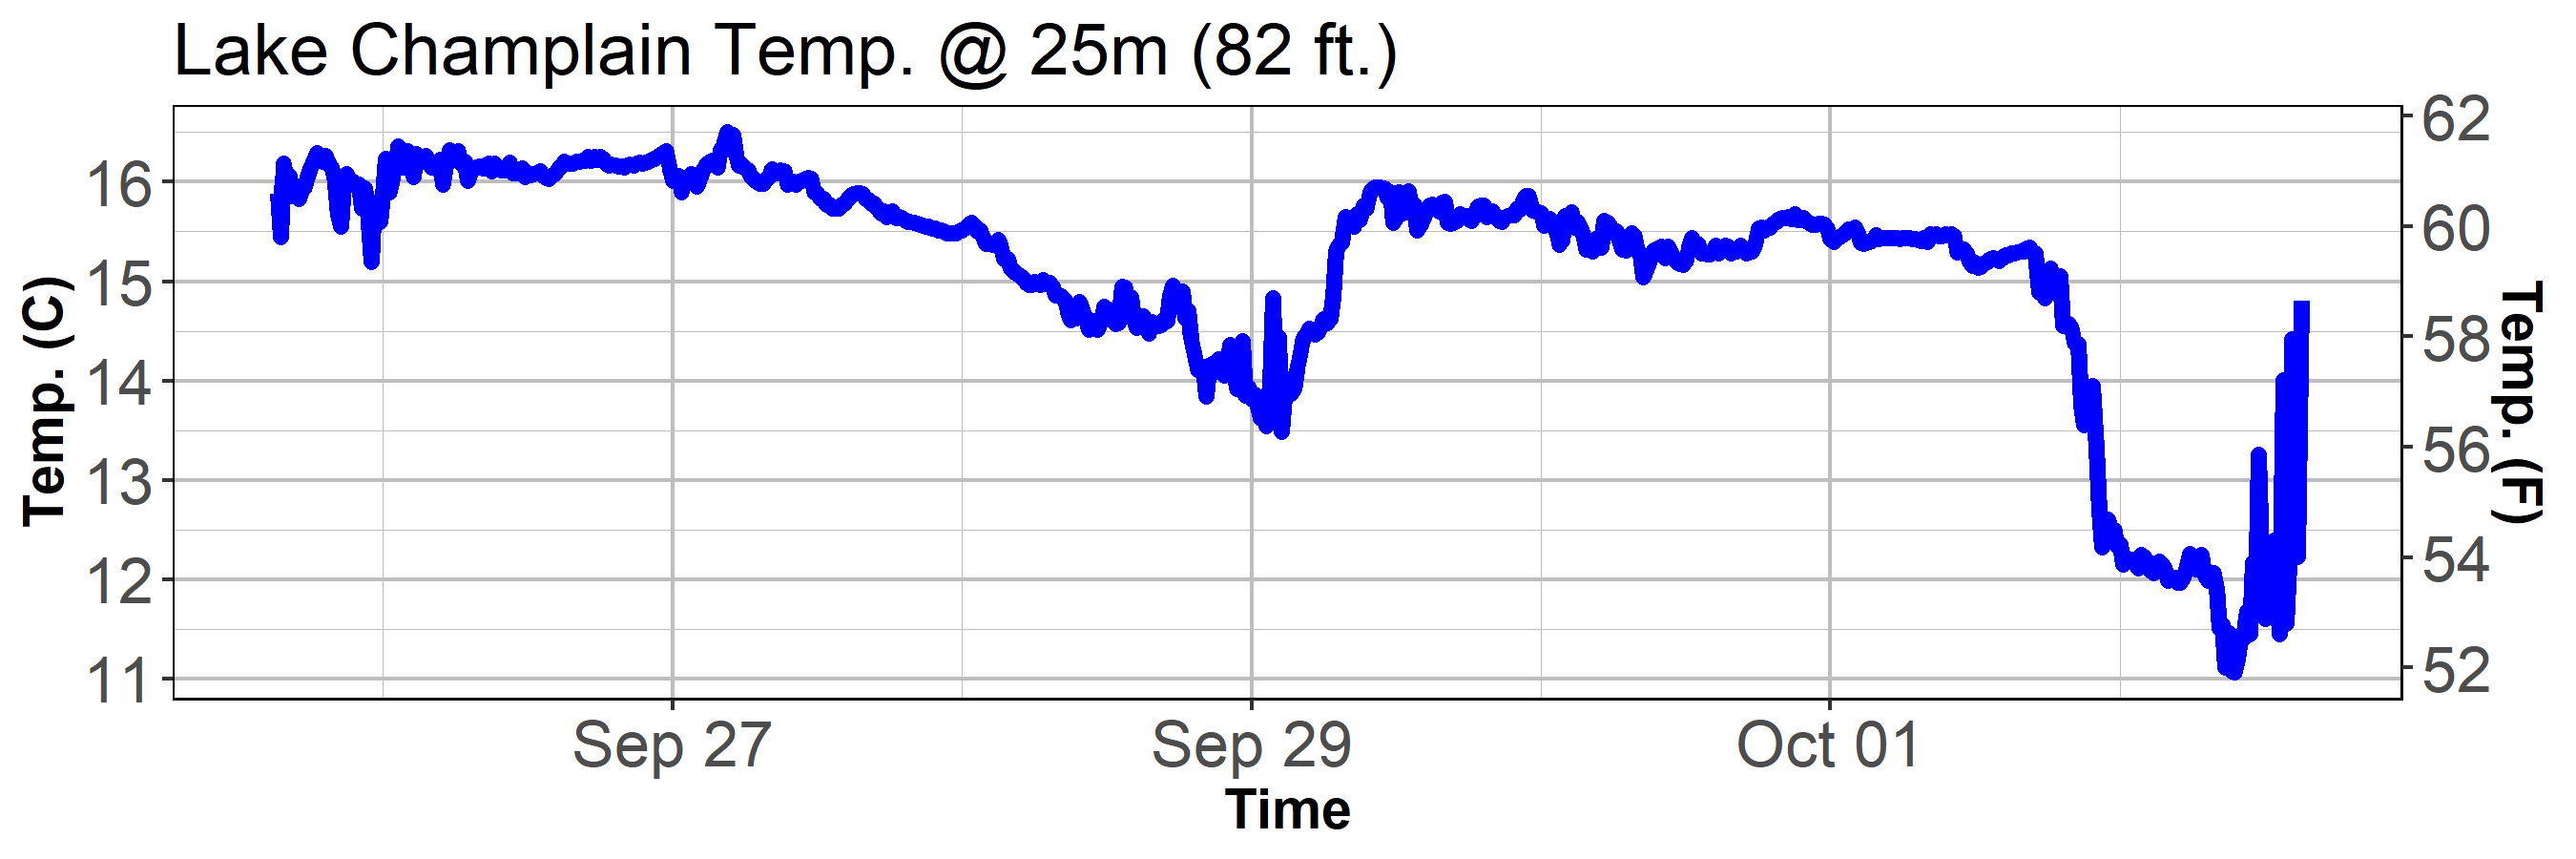 Lake Champlain Temp. @ 25m (82 ft.)
Temp. (C)
16
15
14
13
12
11
62
60
58
56
54
52
Temp. (F)
Sep 27
Sep 29
Oct 01
Time